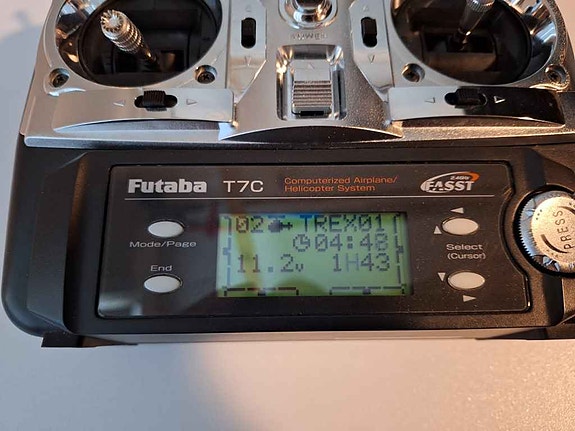 POWER
Futaba T7C Computerized Airplane/
Helicopter System
2.4GHz
FASST
Mode/Page
End
02 TREX01
04:48
11.2v 1H43
Select
(Cursor)
PRESS